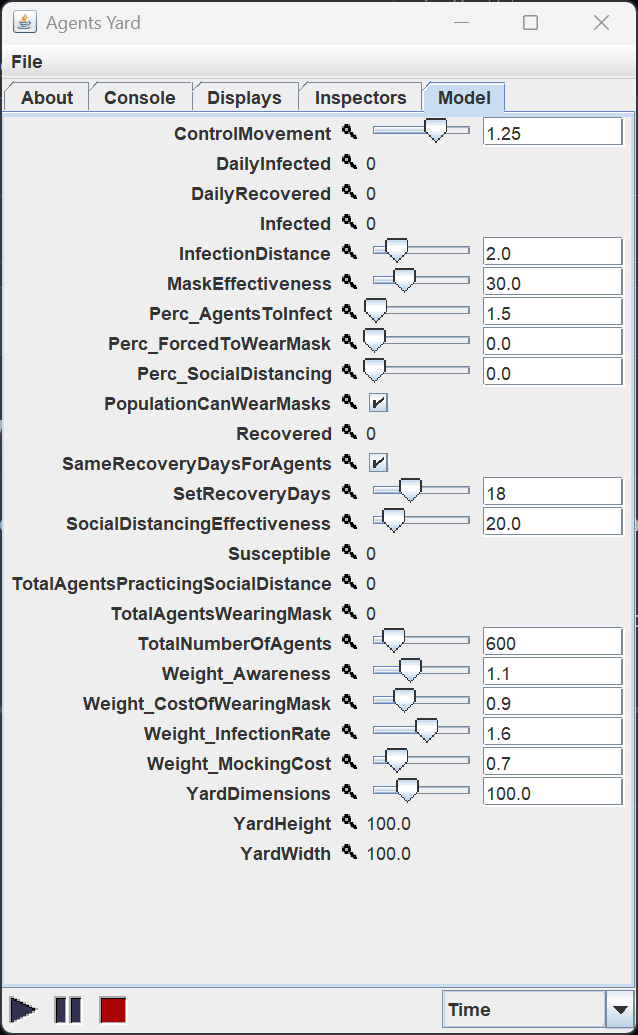 Agents Yard
File
About Console Displays Inspectors Model
ControlMovement 1.25
DailyInfected 0
DailyRecovered 0
Infected 0
InfectionDistance 2.0
MaskEffectiveness 30.0
Perc_AgentsToInfect 1.5
Perc_ForcedToWearMask 0.0
Perc_SocialDistancing 0.0
PopulationCanWearMasks
Recovered 0
SameRecoveryDaysForAgents
SetRecoveryDays 18
SocialDistancingEffectiveness 20.0
Susceptible 0
TotalAgentsPracticingSocialDistance 0
TotalAgentsWearingMask 0
TotalNumberOfAgents 600
Weight_Awareness 1.1
Weight_CostOfWearingMask 0.9
Weight_InfectionRate 1.6
Weight_MockingCost 0.7
YardDimensions 100.0
YardHeight 100.0
YardWidth 100.0
Time